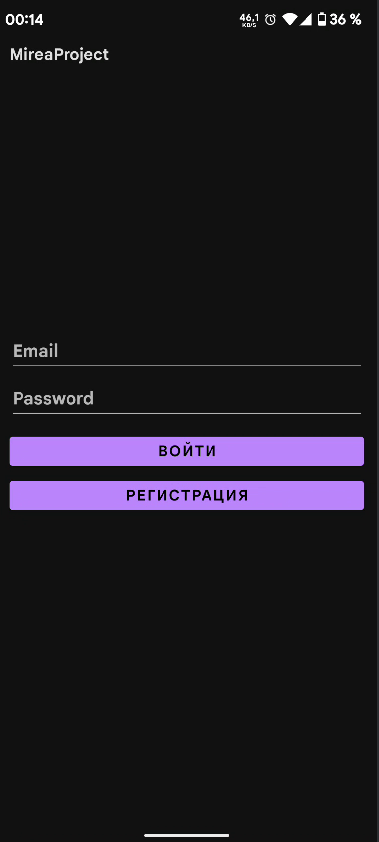 00:14 46,1 KB/S 36 %
MireaProject
Email
Password
ВОЙТИ
РЕГИСТРАЦИЯ